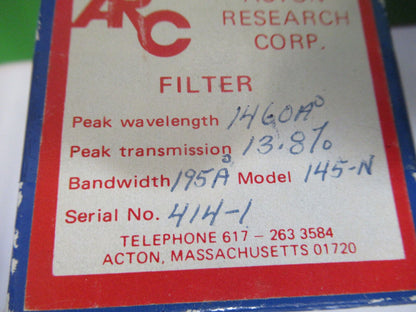 ARC
ACTON
RESEARCH
CORP.
FILTER
Peak wavelength 1460A°
Peak transmission 13.8%
Bandwidth 195A° Model 145-N
Serial No. 414-1
TELEPHONE 617 - 263 3584
ACTON, MASSACHUSETTS 01720